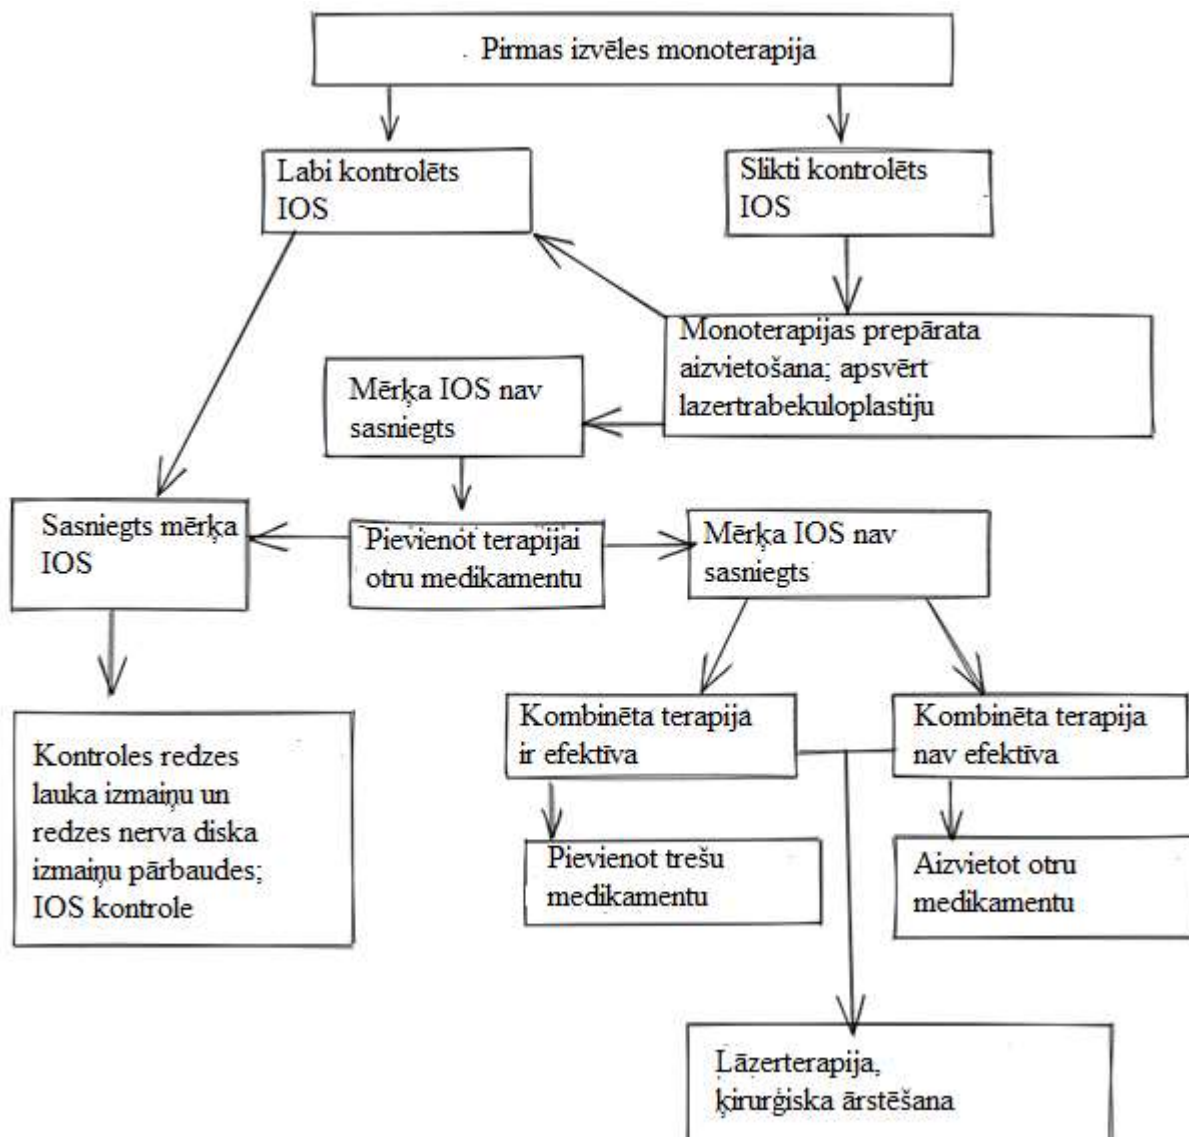 Pirmas izvēles monoterapija
Labi kontrolēts
IOS
Slikti kontrolēts
IOS
Monoterapijas prepārata
aizvietošana; apsvērt
lazertrabekuloplastiju
Mērķa IOS nav
sasniegts
Sasniegts mērķa
IOS
Pievienot terapijai
otru medikamentu
Mērķa IOS nav
sasniegts
Kombinēta terapija
ir efektīva
Kombinēta terapija
nav efektīva
Kontroles redzes
lauka izmaiņu un
redzes nerva diska
izmaiņu pārbaudes;
IOS kontrole
Pievienot trešu
medikamentu
Aizvietot otru
medikamentu
Lāzerterapija,
ķirurģiska ārstēšana